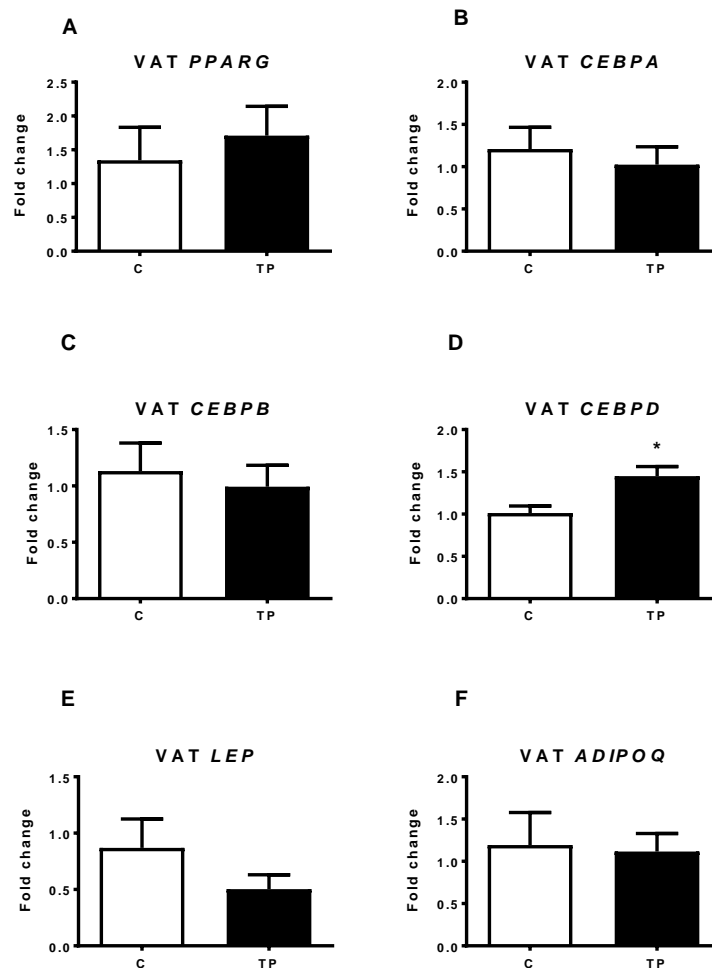 A
VAT PPARG
Fold change
2.5
2.0
1.5
1.0
0.5
0.0
C TP
B
VAT CEBPA
Fold change
2.0
1.5
1.0
0.5
0.0
C TP
C
VAT CEBPB
Fold change
1.5
1.0
0.5
0.0
C TP
D
VAT CEBPD
Fold change
2.0
1.5
1.0
0.5
0.0
*
C TP
E
VAT LEP
Fold change
1.5
1.0
0.5
0.0
C TP
F
VAT ADIPOQ
Fold change
2.0
1.5
1.0
0.5
0.0
C TP